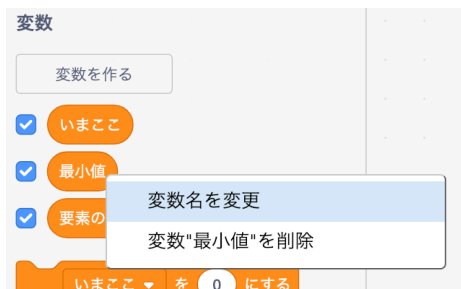 変数
変数を作る
いまここ
最小値
変数名を変更
要素の
変数"最小値"を削除
いまここ を 0 にする